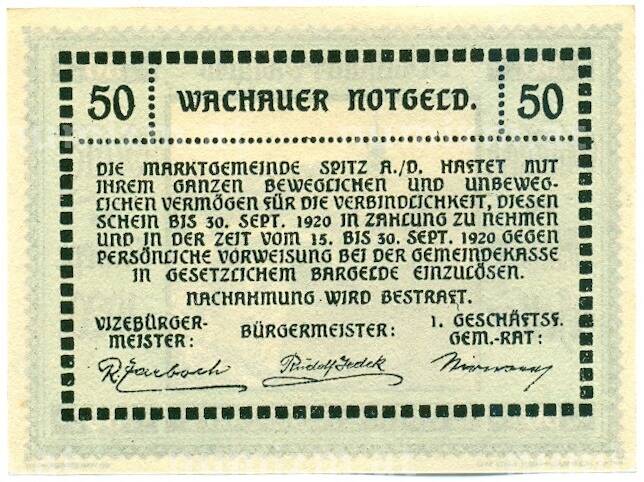 50 WACHAUER NOTGELD. 50
DIE MARKTGEMEINDE SPITZ A./D. HAFTET MIT
IHREM GANZEN BEWEGLICHEN UND UNBEWEG-
LICHEN VERMÖGEN FÜR DIE VERBINDLICHKEIT, DIESEN
SCHEIN BIS 30. SEPT. 1920 IN ZAHLUNG ZU NEHMEN
UND IN DER ZEIT VOM 15. BIS 30. SEPT. 1920 GEGEN
PERSÖNLICHE VORWEISUNG BEI DER GEMEINDEKASSE
IN GESETZLICHEM BARGELDE EINZULÖSEN.
NACHAHMUNG WIRD BESTRAFT.
VIZEBÜRGER-
MEISTER:
BÜRGERMEISTER:
1. GESCHÄFTSF.
GEM.-RAT:
Rudolf Jedek